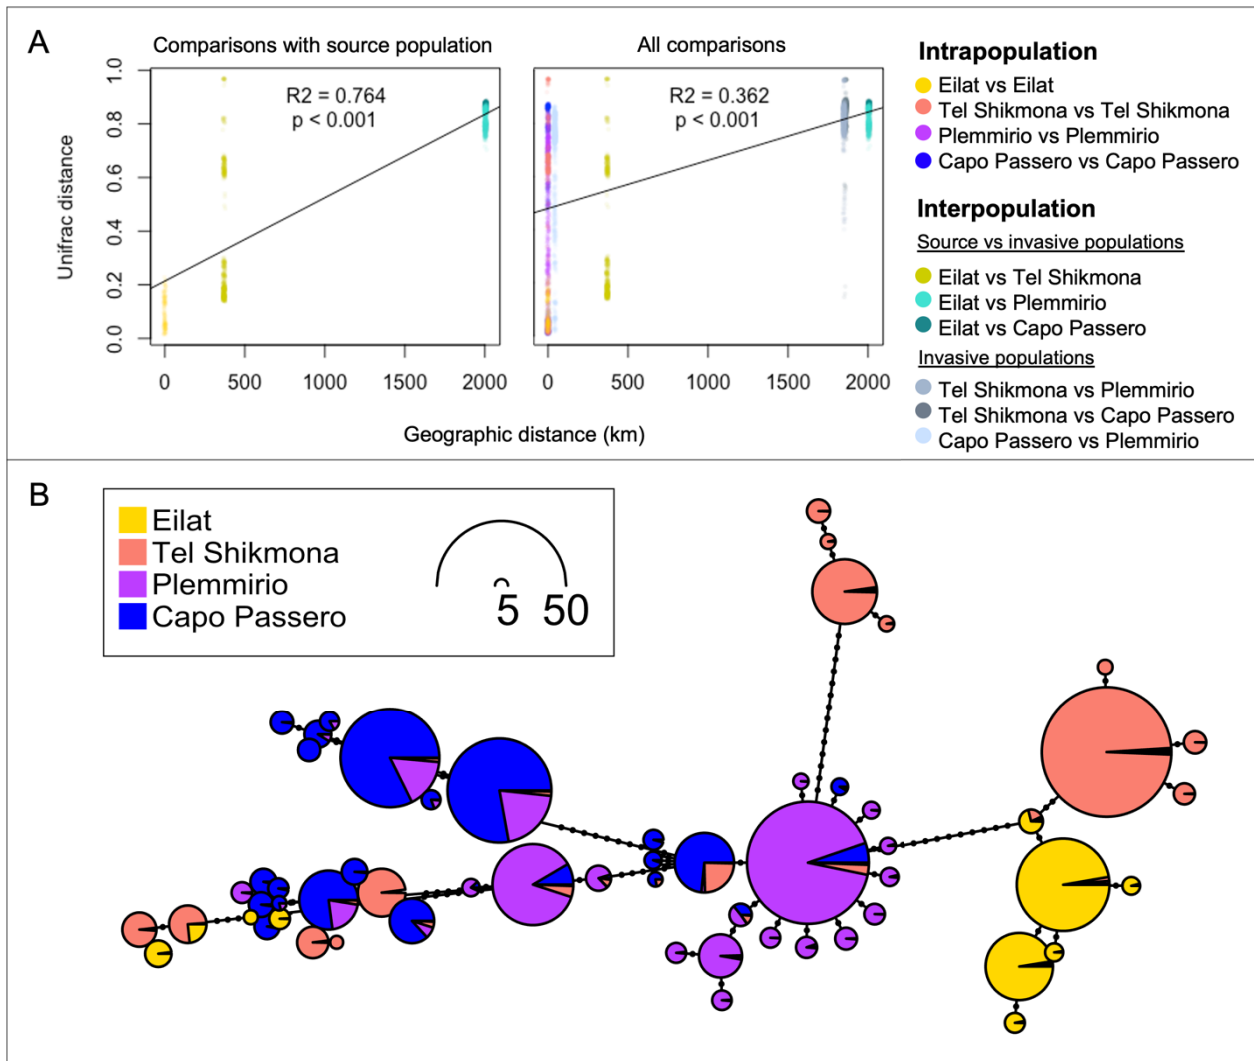 A
Comparisons with source population
All comparisons
Unifrac distance
1.0
0.8
0.6
0.4
0.2
0.0
R2 = 0.764
p < 0.001
R2 = 0.362
p < 0.001
0 500 1000 1500 2000
0 500 1000 1500 2000
Geographic distance (km)
Intrapopulation
Eilat vs Eilat
Tel Shikmona vs Tel Shikmona
Plemmirio vs Plemmirio
Capo Passero vs Capo Passero
Interpopulation
Source vs invasive populations
Eilat vs Tel Shikmona
Eilat vs Plemmirio
Eilat vs Capo Passero
Invasive populations
Tel Shikmona vs Plemmirio
Tel Shikmona vs Capo Passero
Capo Passero vs Plemmirio
B
Eilat
Tel Shikmona
Plemmirio
Capo Passero
5 50